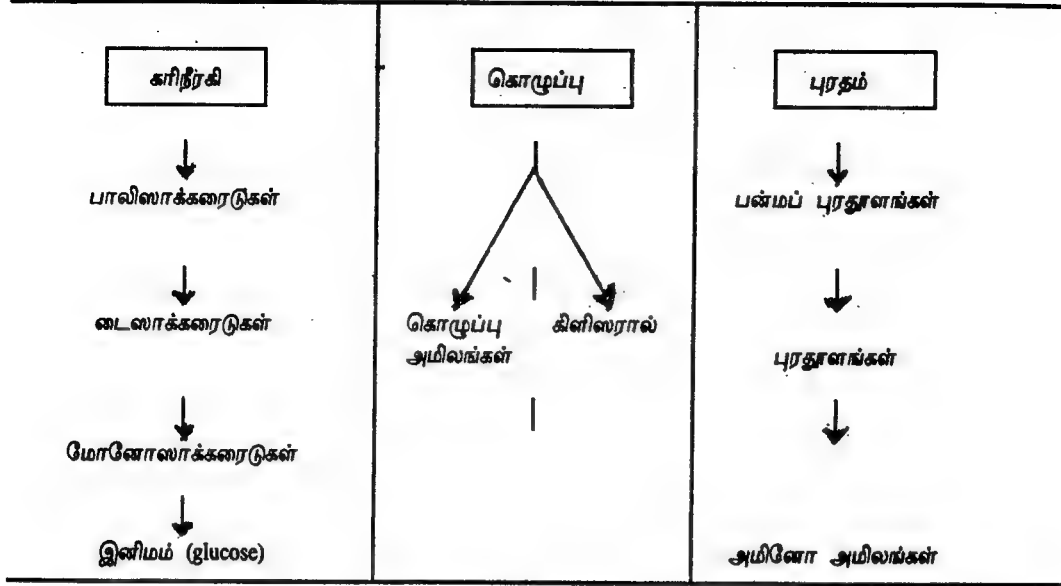 கரிநீர்கி
பாலிஸாக்கரைடுகள்
டைஸாக்கரைடுகள்
மோனோஸாக்கரைடுகள்
இனிமம் (glucose)
கொழுப்பு
கொழுப்பு கிளிஸரால்
அமிலங்கள்
புரதம்
பன்மப் புரதூளங்கள்
புரதூளங்கள்
அமினோ அமிலங்கள்